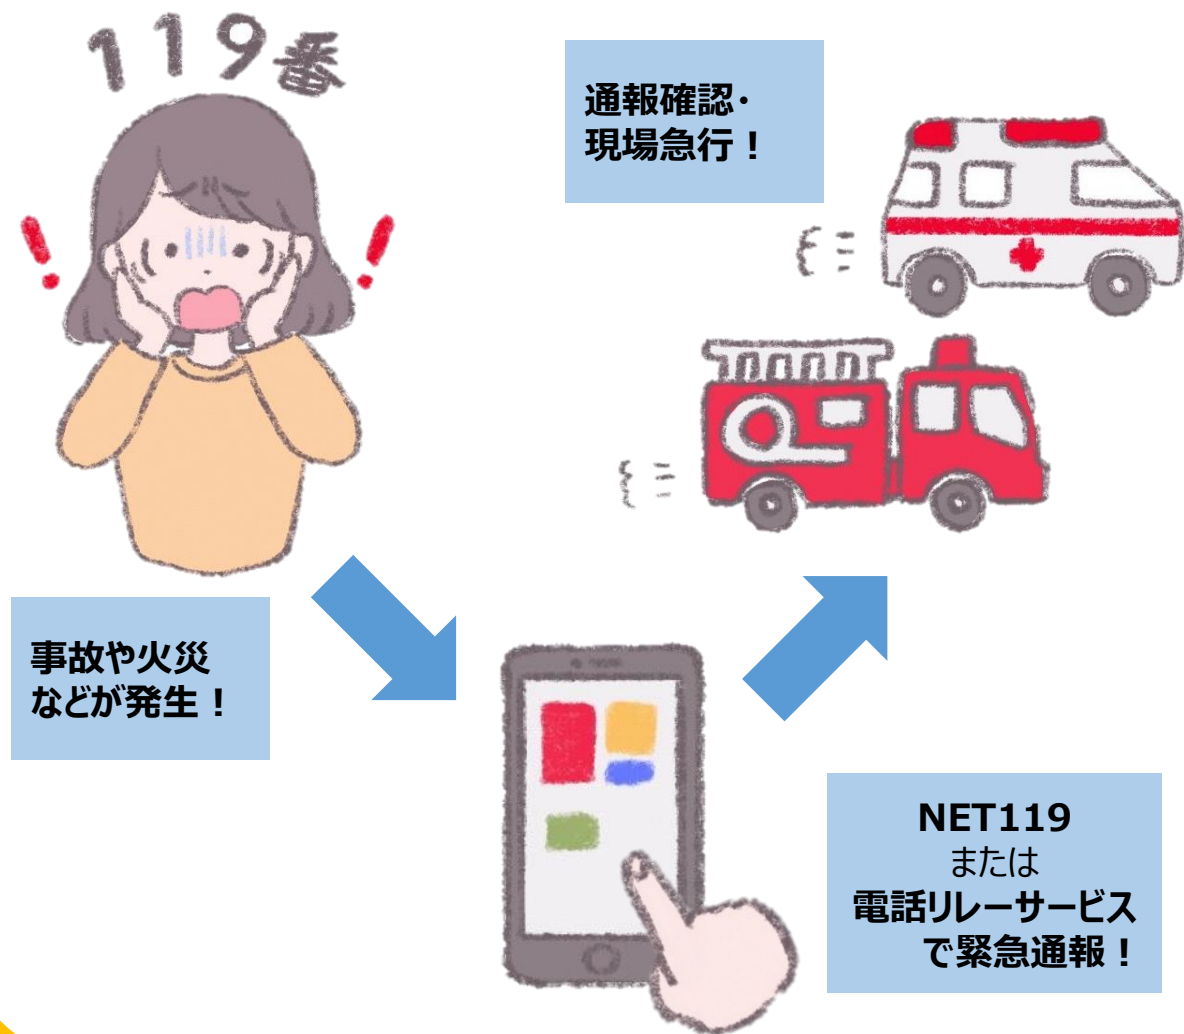 119番
通報確認・
現場急行！
事故や火災
などが発生！
NET119
または
電話リレーサービス
で緊急通報！